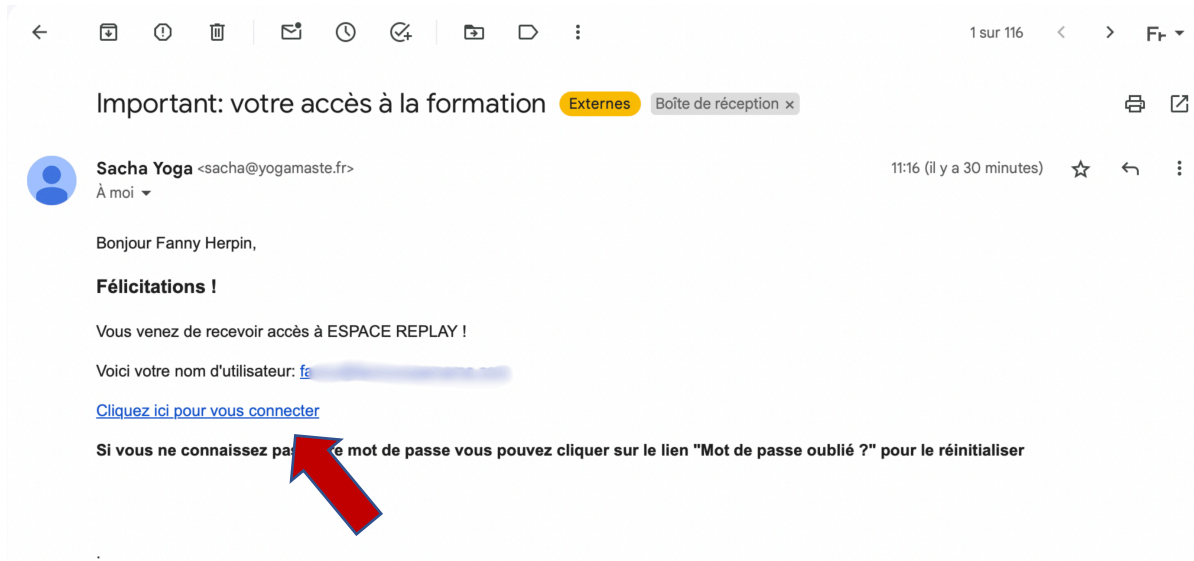 1 sur 116
Fr
Important: votre accès à la formation Externes Boîte de réception ×
Sacha Yoga <sacha@yogamaste.fr> 11:16 (il y a 30 minutes)
À moi
Bonjour Fanny Herpin,
Félicitations !
Vous venez de recevoir accès à ESPACE REPLAY !
Voici votre nom d'utilisateur:
Cliquez ici pour vous connecter
Si vous ne connaissez mot de passe vous pouvez cliquer sur le lien "Mot de passe oublié ?" pour le réinitialiser
.